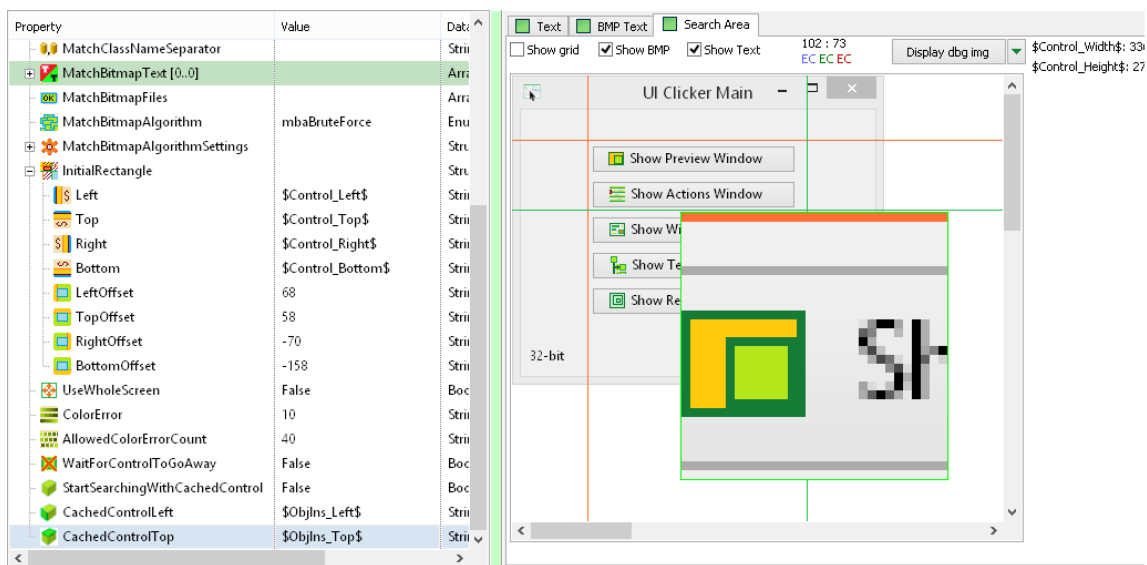 Property Value Data
MatchClassNameSeparator Stri
MatchBitmapText [0..0] Arra
MatchBitmapFiles Arra
MatchBitmapAlgorithm mbaBruteForce Enu
MatchBitmapAlgorithmSettings Stru
InitialRectangle Stru
Left $Control_Left$ Strin
Top $Control_Top$ Strin
Right $Control_Right$ Strin
Bottom $Control_Bottom$ Strin
LeftOffset 68 Strin
TopOffset 58 Strin
RightOffset -70 Strin
BottomOffset -158 Strin
UseWholeScreen False Boo
ColorError 10 Strin
AllowedColorErrorCount 40 Strin
WaitForControlToGoAway False Boo
StartSearchingWithCachedControl False Boo
CachedControlLeft $ObjIns_Left$ Strin
CachedControlTop $ObjIns_Top$ Strin
Text BMP Text Search Area
Show grid Show BMP Show Text 102 : 73
EC EC EC
Display dbg img
$Control_Width$: 33
$Control_Height$: 27
UI Clicker Main
Show Preview Window
Show Actions Window
Show Wi
Show Te
Show Re
32-bit
SH